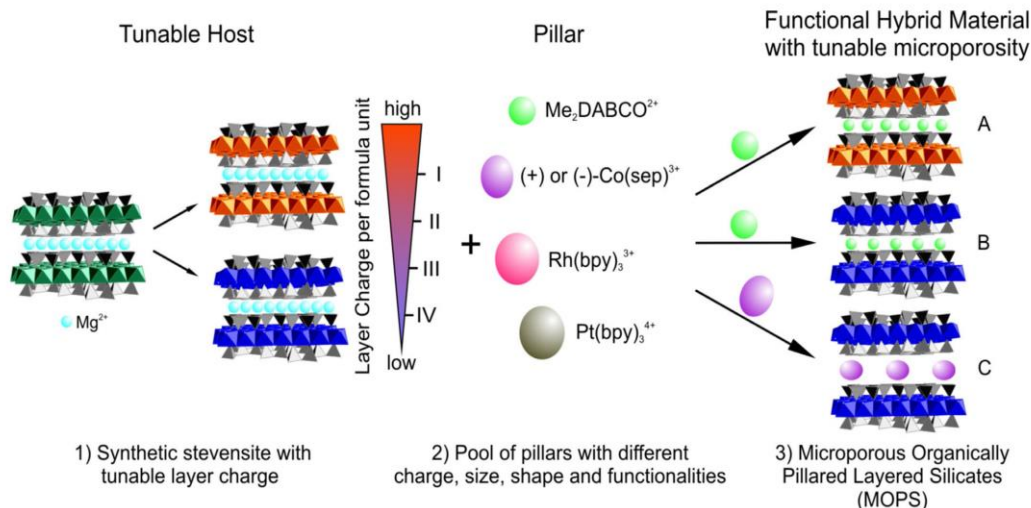 Tunable Host
Pillar
Functional Hybrid Material
with tunable microporosity
Mg²⁺
Layer Charge per formula unit
high
I
II
III
IV
low
+
Me₂DABCO²⁺
(+) or (-)-Co(sep)³⁺
Rh(bpy)₃³⁺
Pt(bpy)₃⁴⁺
A
B
C
1) Synthetic stevensite with
tunable layer charge
2) Pool of pillars with different
charge, size, shape and functionalities
3) Microporous Organically
Pillared Layered Silicates
(MOPS)